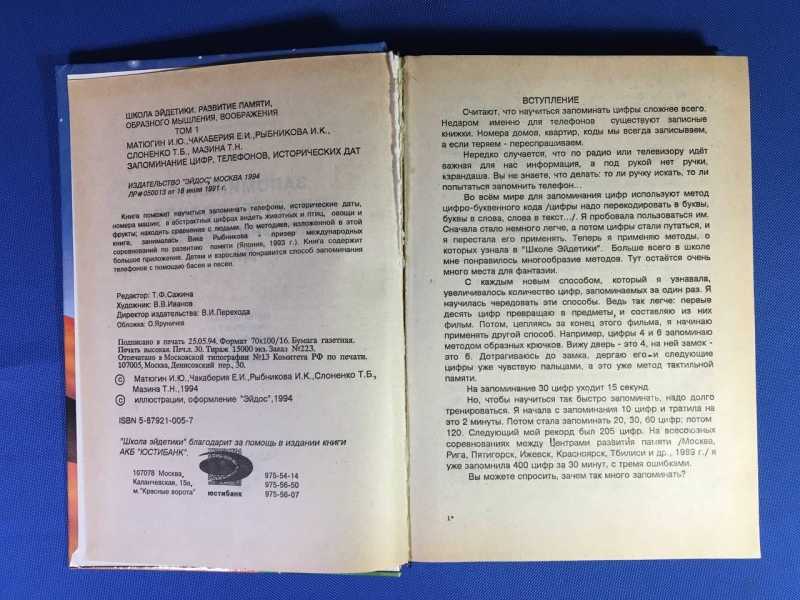 ШКОЛА ЭЙДЕТИКИ. РАЗВИТИЕ ПАМЯТИ,
ОБРАЗНОГО МЫШЛЕНИЯ, ВООБРАЖЕНИЯ
ТОМ 1
МАТЮГИН И.Ю.,ЧАКАБЕРИЯ Е.И.,РЫБНИКОВА И.К.,
СЛОНЕНКО Т.Б., МАЗИНА Т.Н.
ЗАПОМИНАНИЕ ЦИФР, ТЕЛЕФОНОВ, ИСТОРИЧЕСКИХ ДАТ
ИЗДАТЕЛЬСТВО "ЭЙДОС" МОСКВА 1994
ЛР№050013 от 16 июля 1991 г.
Книга поможет научиться запоминать телефоны, исторические даты,
номера машин, в абстрактных цифрах видеть животных и птиц, овощи и
фрукты; находить сравнение с людьми. По методике, изложенной в этой
книге, занималась Вика Рыбникова - призер международных
соревнований по развитию памяти (Япония, 1993 г.). Книга содержит
большое приложение. Детям и взрослым понравится способ запоминания
телефонов с помощью басен и песен.
Редактор: Т.Ф.Сажина
Художник: В.В.Иванов
Директор издательства: В.И.Перехода
Обложка: О.Яруничев
Подписано в печать 25.05.94. Формат 70х100/16. Бумага газетная.
Печать высокая. Печ.л. 30. Тираж 15000 экз. Заказ №223.
Отпечатано в Московской типографии №13 Комитета РФ по печати.
107005, Москва, Денисовский пер., 30.
© Матюгин И.Ю.,Чакаберия Е.И.,Рыбникова И.К.,Слоненко Т.Б.,
Мазина Т.Н.,1994
© иллюстрации, оформление "Эйдос",1994
ISBN 5-87921-005-7
"Школа эйдетики" благодарит за помощь в издании книги
АКБ "ЮСТИБАНК".
107078 Москва,
Каланчевская, 15а,
м."Красные ворота"
юстибанк
975-54-14
975-56-50
975-56-07
ВСТУПЛЕНИЕ
Считают, что научиться запоминать цифры сложнее всего.
Недаром именно для телефонов существуют записные
книжки. Номера домов, квартир, коды мы всегда записываем,
а если теряем - переспрашиваем.
Нередко случается, что по радио или телевизору идёт
важная для нас информация, а под рукой нет ручки,
карандаша. Вы не знаете, что делать: то ли ручку искать, то ли
попытаться запомнить телефон...
Во всём мире для запоминания цифр используют метод
цифро-буквенного кода /цифры надо перекодировать в буквы,
буквы в слова, слова в текст.../. Я пробовала пользоваться им.
Сначала стало немного легче, а потом цифры стали путаться, и
я перестала его применять. Теперь я применяю методы, о
которых узнала в "Школе Эйдетики". Больше всего в школе
мне понравилось многообразие методов. Тут остаётся очень
много места для фантазии.
С каждым новым способом, который я узнавала,
увеличивалось количество цифр, запоминаемых за один раз. Я
научилась чередовать эти способы. Ведь так легче: первые
десять цифр превращаю в предметы, и составляю из них
фильм. Потом, цепляясь за конец этого фильма, я начинаю
применять другой способ. Например, цифры 4 и 6 запоминаю
методом образных крючков. Вижу дверь - это 4, на ней замок -
это 6. Дотрагиваюсь до замка, дергаю его-и следующие
цифры уже чувствую пальцами, а это уже метод тактильной
памяти.
На запоминание 30 цифр уходит 15 секунд.
Но, чтобы научиться так быстро запоминать, надо долго
тренироваться. Я начала с запоминания 10 цифр и тратила на
это 2 минуты. Потом стала запоминать 20, 30, 60 цифр; потом
120. Следующий мой рекорд был 205 цифр. На всесоюзных
соревнованиях между Центрами развития памяти /Москва,
Рига, Пятигорск, Ижевск, Красноярск, Тбилиси и др., 1989 г./ я
уже запомнила 400 цифр за 30 минут, с тремя ошибками.
Вы можете спросить, зачем так много запоминать?
1*